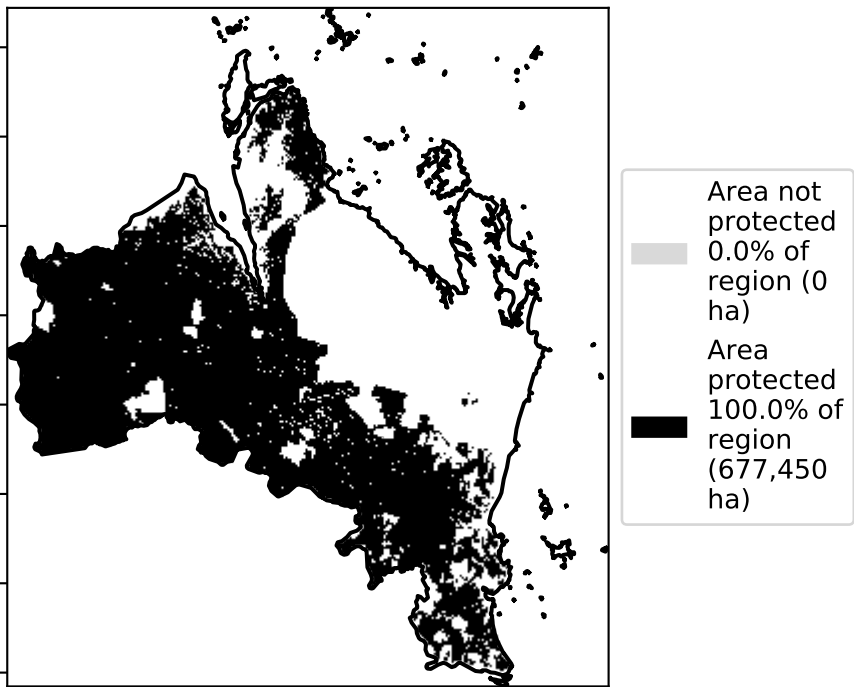 Area not
protected
0.0% of
region (0
ha)
Area
protected
100.0% of
region
(677,450
ha)